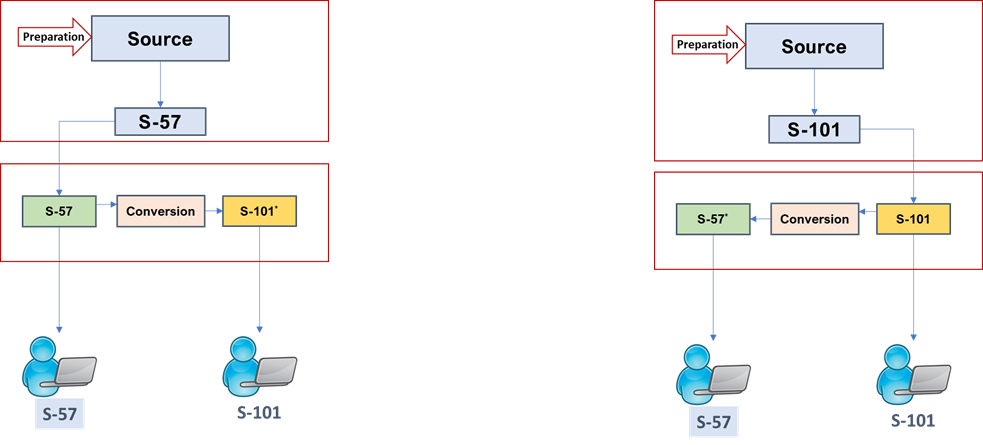 Preparation
Source
S-57
S-57
Conversion
S-101*
S-57
S-101
Preparation
Source
S-101
S-57*
Conversion
S-101
S-57
S-101